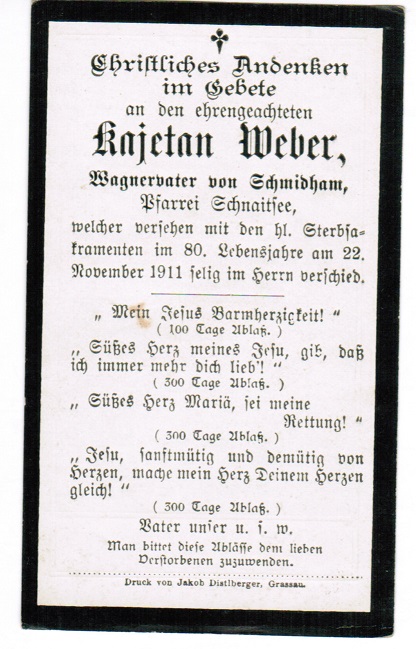 Christliches Andenken
im Gebete
an den ehrengeachteten
Kajetan Weber,
Wagnervater von Schmidham,
Pfarrei Schnaitsee,
welcher versehen mit den hl. Sterbsa-
kramenten im 80. Lebensjahre am 22.
November 1911 selig im Herrn verschied.
„ Mein Jesus Barmherzigkeit! “
( 100 Tage Ablaß. )
„ Süßes Herz meines Jesu, gib, daß
ich immer mehr dich lieb'! “
( 300 Tage Ablaß. )
„ Süßes Herz Mariä, sei meine
Rettung! “
( 300 Tage Ablaß. )
„ Jesu, sanftmütig und demütig von
Herzen, mache mein Herz Deinem Herzen
gleich! “
( 300 Tage Ablaß. )
Vater unser u. s. w.
Man bittet diese Ablässe dem lieben
Verstorbenen zuzuwenden.
Druck von Jakob Distlberger, Grassau.